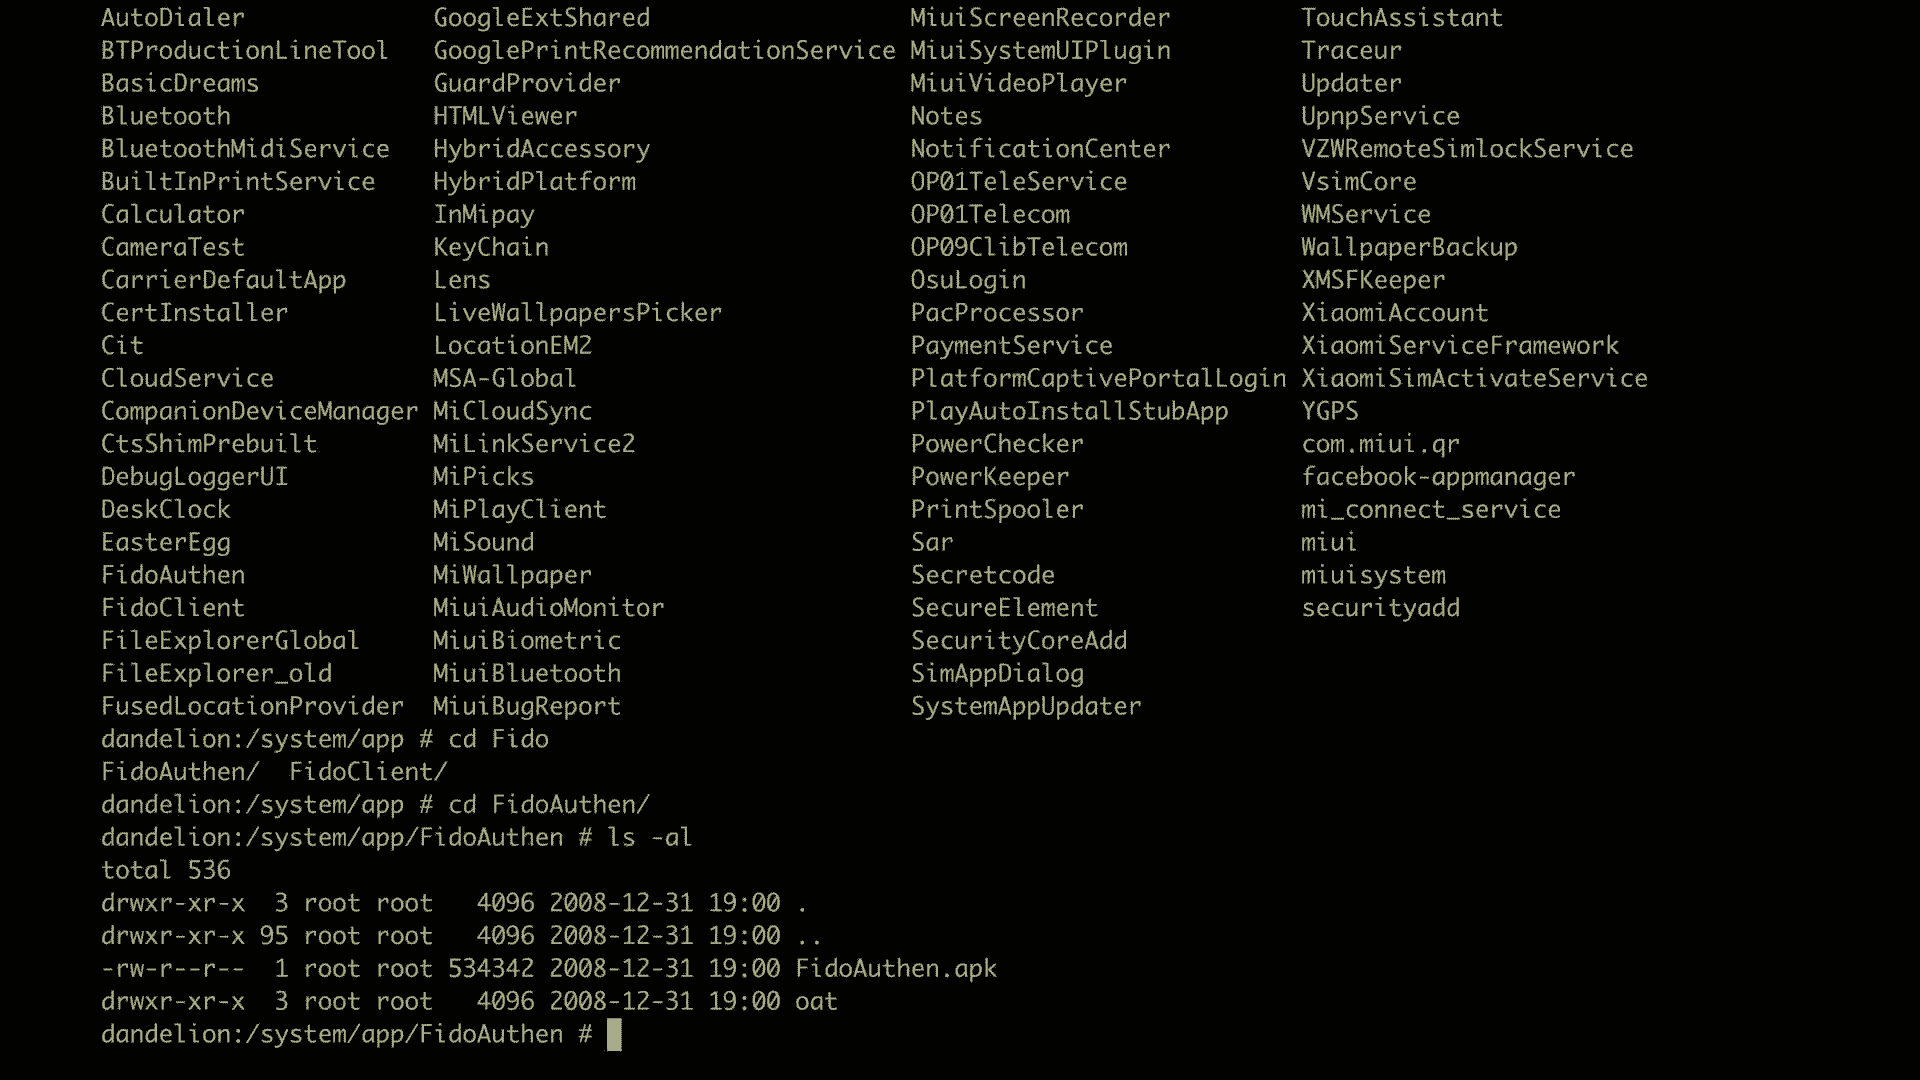 AutoDialer GoogleExtShared MiuiScreenRecorder TouchAssistant
BTProductionLineTool GooglePrintRecommendationService MiuiSystemUIPlugin Traceur
BasicDreams GuardProvider MiuiVideoPlayer Updater
Bluetooth HTMLViewer Notes UpnpService
BluetoothMidiService HybridAccessory NotificationCenter VZWRemoteSimlockService
BuiltInPrintService HybridPlatform OP01TeleService VsimCore
Calculator InMipay OP01Telecom WMService
CameraTest KeyChain OP09ClibTelecom WallpaperBackup
CarrierDefaultApp Lens OsuLogin XMSFKeeper
CertInstaller LiveWallpapersPicker PacProcessor XiaomiAccount
Cit LocationEM2 PaymentService XiaomiServiceFramework
CloudService MSA-Global PlatformCaptivePortalLogin XiaomiSimActivateService
CompanionDeviceManager MiCloudSync PlayAutoInstallStubApp YGPS
CtsShimPrebuilt MiLinkService2 PowerChecker com.miui.qr
DebugLoggerUI MiPicks PowerKeeper facebook-appmanager
DeskClock MiPlayClient PrintSpooler mi_connect_service
EasterEgg MiSound Sar miui
FidoAuthen MiWallpaper Secretcode miuisystem
FidoClient MiuiAudioMonitor SecureElement securityadd
FileExplorerGlobal MiuiBiometric SecurityCoreAdd
FileExplorer_old MiuiBluetooth SimAppDialog
FusedLocationProvider MiuiBugReport SystemAppUpdater
dandelion:/system/app # cd Fido
FidoAuthen/ FidoClient/
dandelion:/system/app # cd FidoAuthen/
dandelion:/system/app/FidoAuthen # ls -al
total 536
drwxr-xr-x 3 root root 4096 2008-12-31 19:00 .
drwxr-xr-x 95 root root 4096 2008-12-31 19:00 ..
-rw-r--r-- 1 root root 534342 2008-12-31 19:00 FidoAuthen.apk
drwxr-xr-x 3 root root 4096 2008-12-31 19:00 oat
dandelion:/system/app/FidoAuthen #